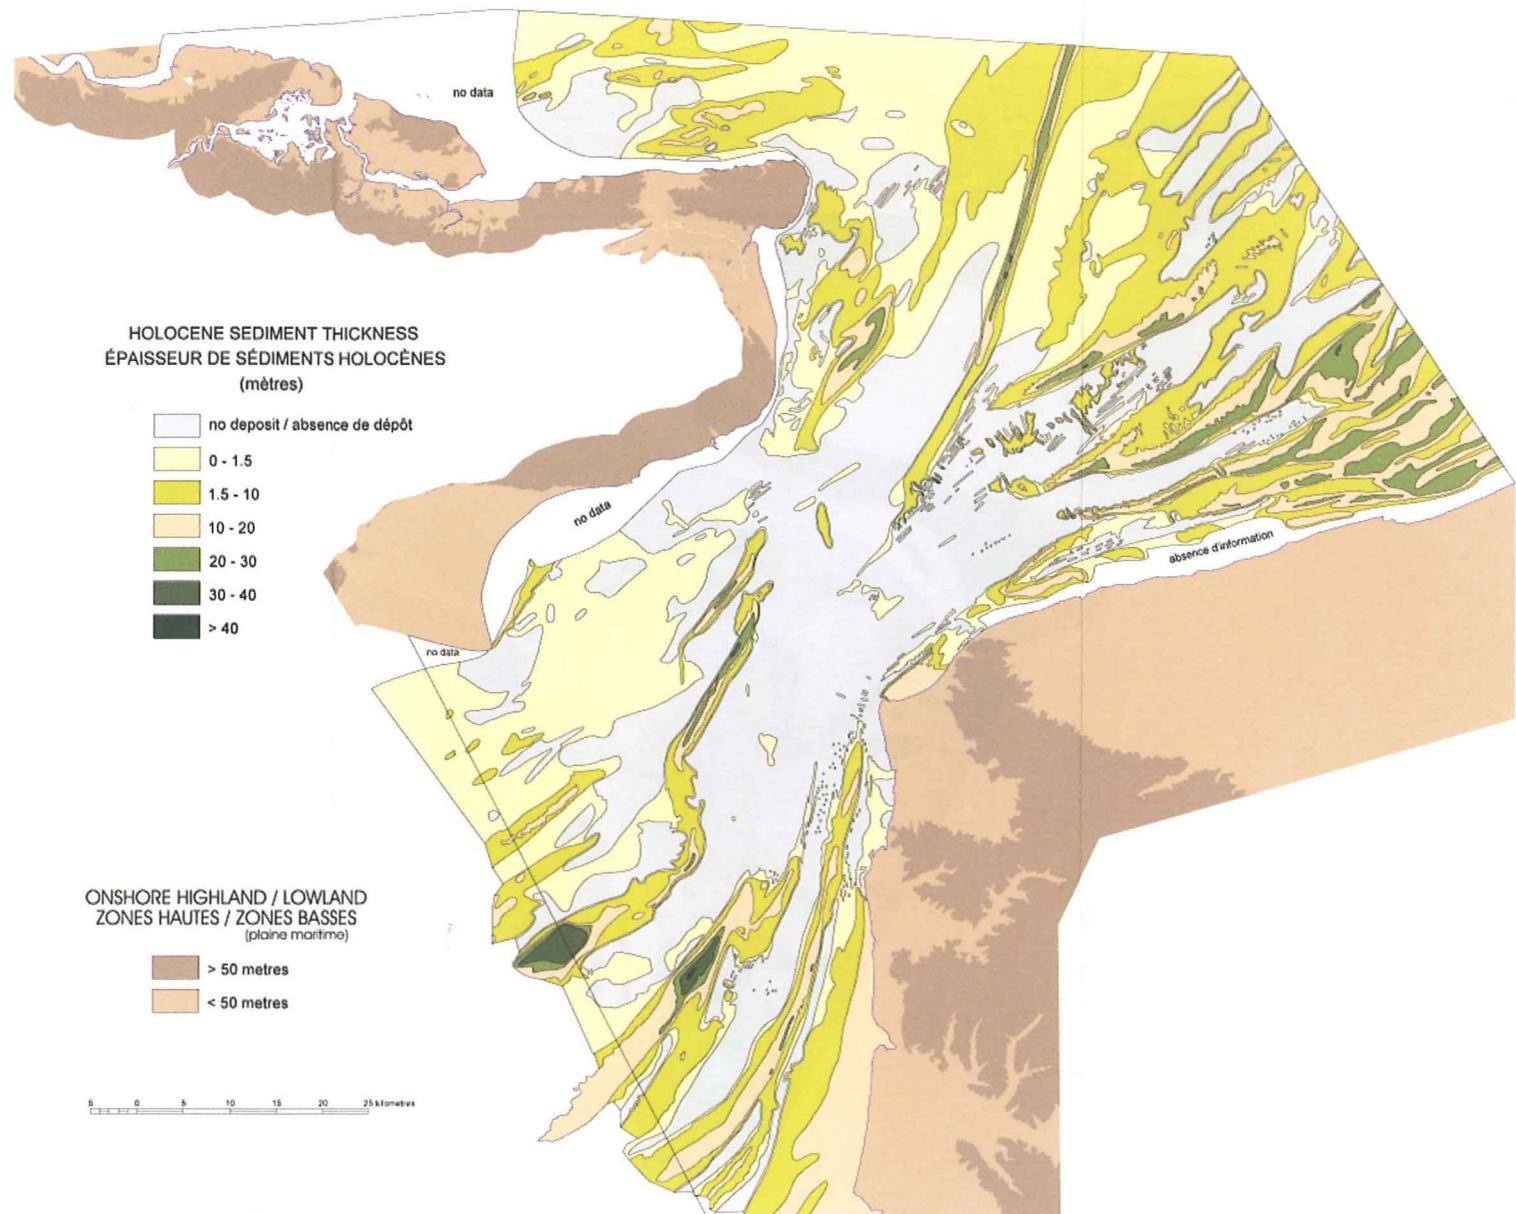 no data
HOLOCENE SEDIMENT THICKNESS
ÉPAISSEUR DE SÉDIMENTS HOLOCÈNES
(mètres)
no deposit / absence de dépôt
0 - 1.5
1.5 - 10
10 - 20
20 - 30
30 - 40
> 40
no data
absence d'information
no data
ONSHORE HIGHLAND / LOWLAND
ZONES HAUTES / ZONES BASSES
(plaine maritime)
> 50 metres
< 50 metres
5 0 5 10 15 20 25 kilometres